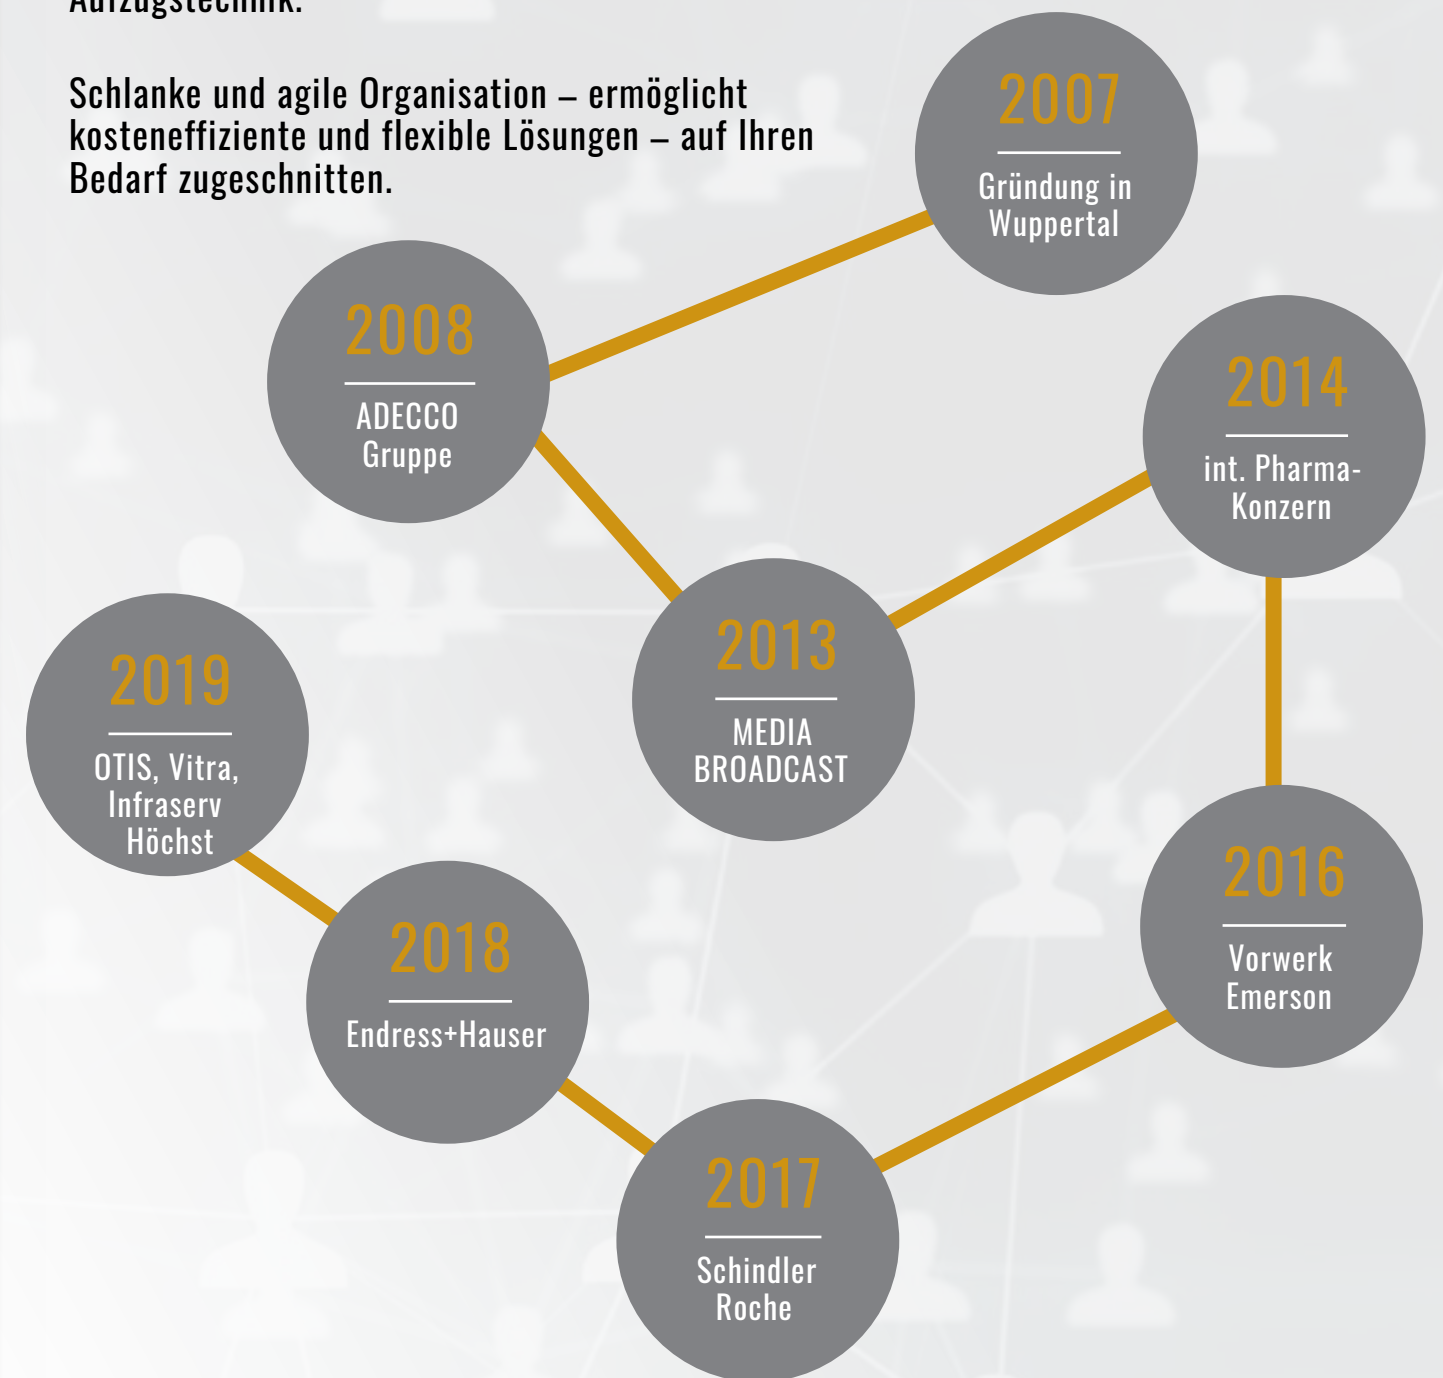 Aufzugstechnik.
Schlanke und agile Organisation – ermöglicht
kosteneffiziente und flexible Lösungen – auf Ihren
Bedarf zugeschnitten.
2007
Gründung in
Wuppertal
2008
ADECCO
Gruppe
2013
MEDIA
BROADCAST
2014
int. Pharma-
Konzern
2016
Vorwerk
Emerson
2017
Schindler
Roche
2018
Endress+Hauser
2019
OTIS, Vitra,
Infraserv
Höchst